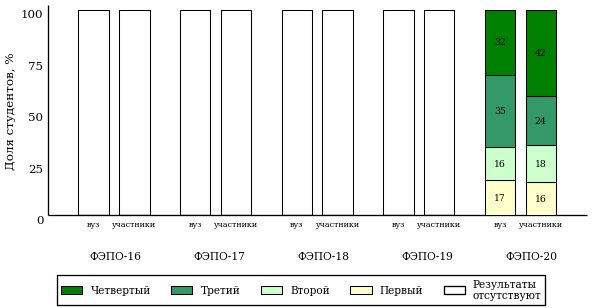 Доля студентов, %
100
75
50
25
0
32
35
16
17
42
24
18
16
вуз участники вуз участники вуз участники вуз участники вуз участники
ФЭПО-16 ФЭПО-17 ФЭПО-18 ФЭПО-19 ФЭПО-20
Четвертый Третий Второй Первый Результаты
отсутствуют